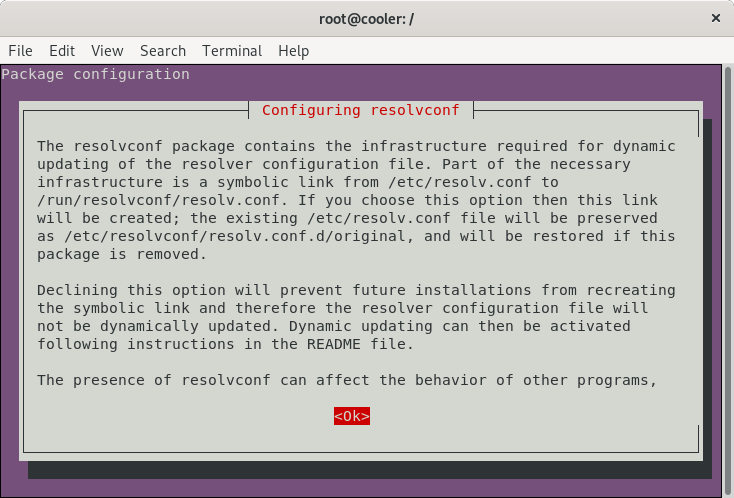 root@cooler: /
×
File Edit View Search Terminal Help
Package configuration
Configuring resolvconf
The resolvconf package contains the infrastructure required for dynamic
updating of the resolver configuration file. Part of the necessary
infrastructure is a symbolic link from /etc/resolv.conf to
/run/resolvconf/resolv.conf. If you choose this option then this link
will be created; the existing /etc/resolv.conf file will be preserved
as /etc/resolvconf/resolv.conf.d/original, and will be restored if this
package is removed.
Declining this option will prevent future installations from recreating
the symbolic link and therefore the resolver configuration file will
not be dynamically updated. Dynamic updating can then be activated
following instructions in the README file.
The presence of resolvconf can affect the behavior of other programs,
<Ok>